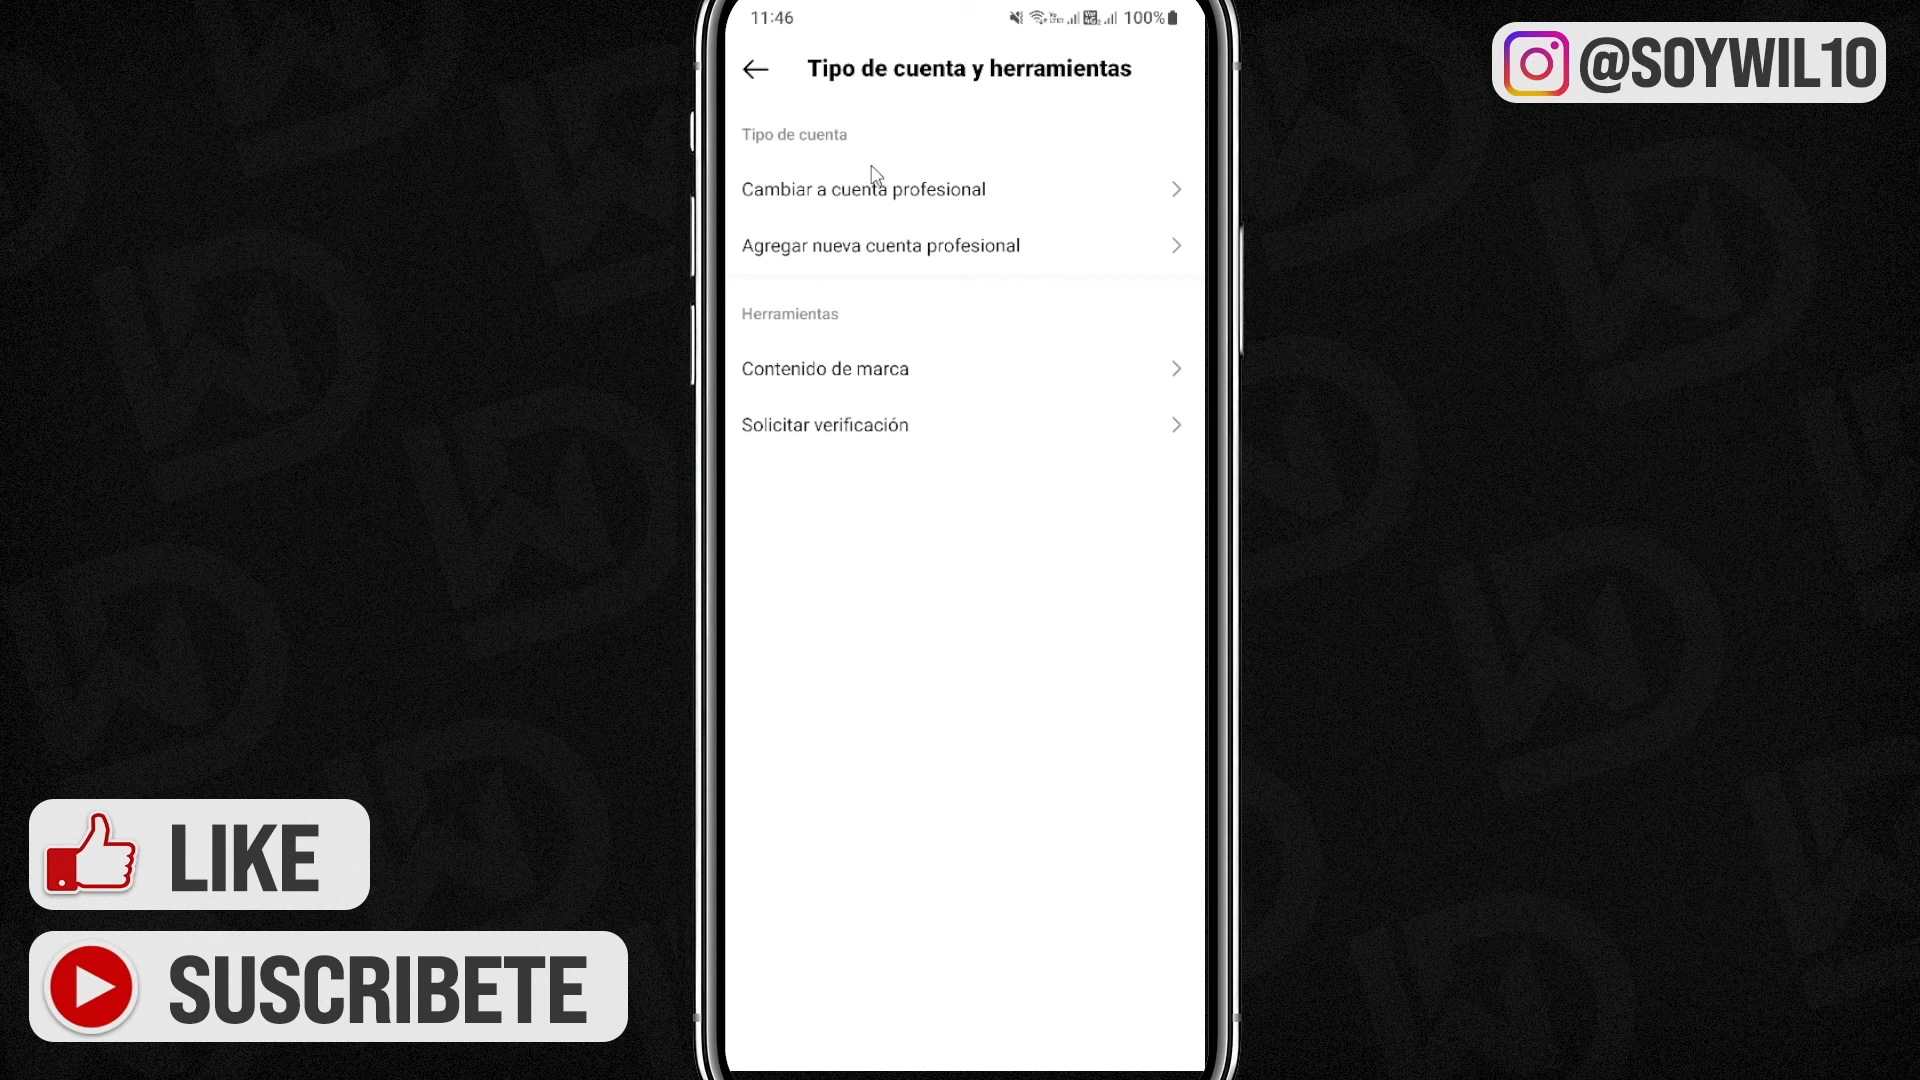 11:46
100%
@SOYWIL10
Tipo de cuenta y herramientas
Tipo de cuenta
Cambiar a cuenta profesional
Agregar nueva cuenta profesional
Herramientas
Contenido de marca
Solicitar verificación
LIKE
SUSCRIBETE